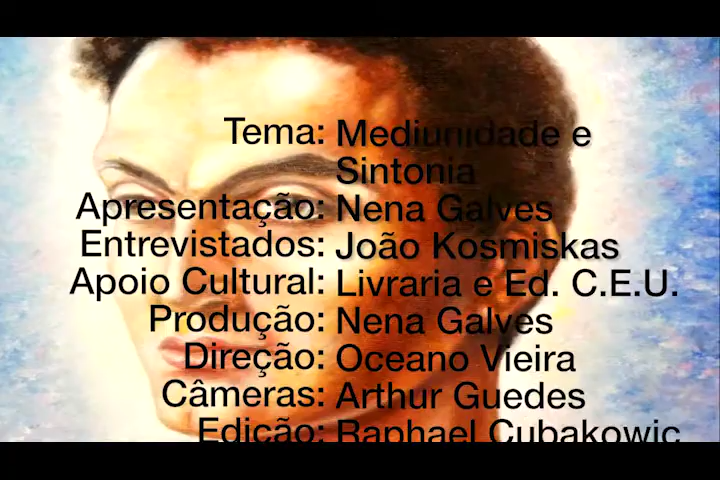 Tema: Mediunidade e
Sintonia
Apresentação: Nena Galves
Entrevistados: João Kosmiskas
Apoio Cultural: Livraria e Ed. C.E.U.
Produção: Nena Galves
Direção: Oceano Vieira
Câmeras: Arthur Guedes
Edição: Raphael Cubakowic